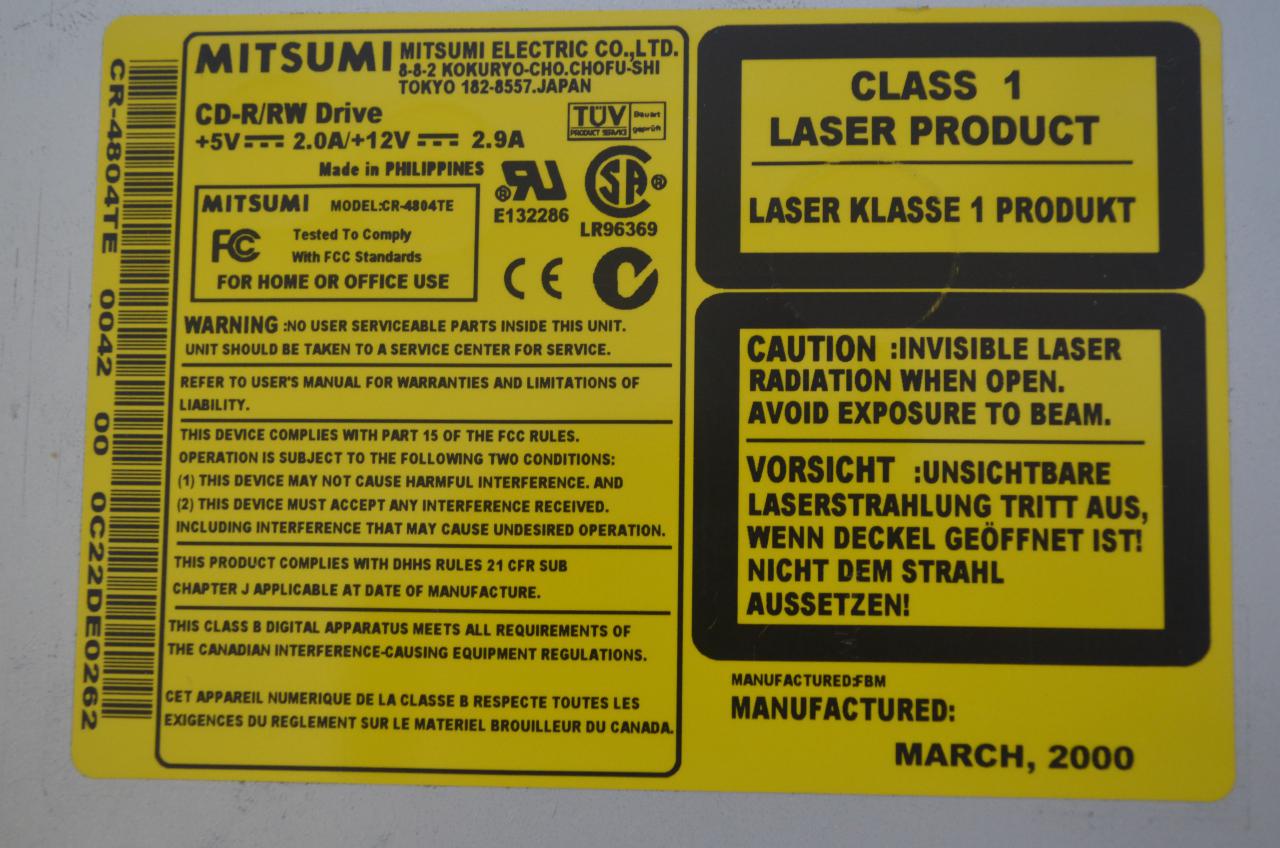 CR-4804TE 0042 00 0C22DE0262
MITSUMI
MITSUMI ELECTRIC CO.,LTD.
8-8-2 KOKURYO-CHO.CHOFU-SHI
TOKYO 182-8557.JAPAN
CD-R/RW Drive
+5V 2.0A/+12V 2.9A
Made in PHILIPPINES
TÜV
PRODUCT SERVICE
Bauart
geprüft
MITSUMI MODEL:CR-4804TE
FC
Tested To Comply
With FCC Standards
FOR HOME OR OFFICE USE
RU ®
E132286
SA ®
LR96369
CE
WARNING :NO USER SERVICEABLE PARTS INSIDE THIS UNIT.
UNIT SHOULD BE TAKEN TO A SERVICE CENTER FOR SERVICE.
REFER TO USER'S MANUAL FOR WARRANTIES AND LIMITATIONS OF
LIABILITY.
THIS DEVICE COMPLIES WITH PART 15 OF THE FCC RULES.
OPERATION IS SUBJECT TO THE FOLLOWING TWO CONDITIONS:
(1) THIS DEVICE MAY NOT CAUSE HARMFUL INTERFERENCE. AND
(2) THIS DEVICE MUST ACCEPT ANY INTERFERENCE RECEIVED.
INCLUDING INTERFERENCE THAT MAY CAUSE UNDESIRED OPERATION.
THIS PRODUCT COMPLIES WITH DHHS RULES 21 CFR SUB
CHAPTER J APPLICABLE AT DATE OF MANUFACTURE.
THIS CLASS B DIGITAL APPARATUS MEETS ALL REQUIREMENTS OF
THE CANADIAN INTERFERENCE-CAUSING EQUIPMENT REGULATIONS.
CET APPAREIL NUMERIQUE DE LA CLASSE B RESPECTE TOUTES LES
EXIGENCES DU REGLEMENT SUR LE MATERIEL BROUILLEUR DU CANADA.
CLASS 1
LASER PRODUCT
LASER KLASSE 1 PRODUKT
CAUTION :INVISIBLE LASER
RADIATION WHEN OPEN.
AVOID EXPOSURE TO BEAM.
VORSICHT :UNSICHTBARE
LASERSTRAHLUNG TRITT AUS,
WENN DECKEL GEÖFFNET IST!
NICHT DEM STRAHL
AUSSETZEN!
MANUFACTURED:FBM
MANUFACTURED:
MARCH, 2000